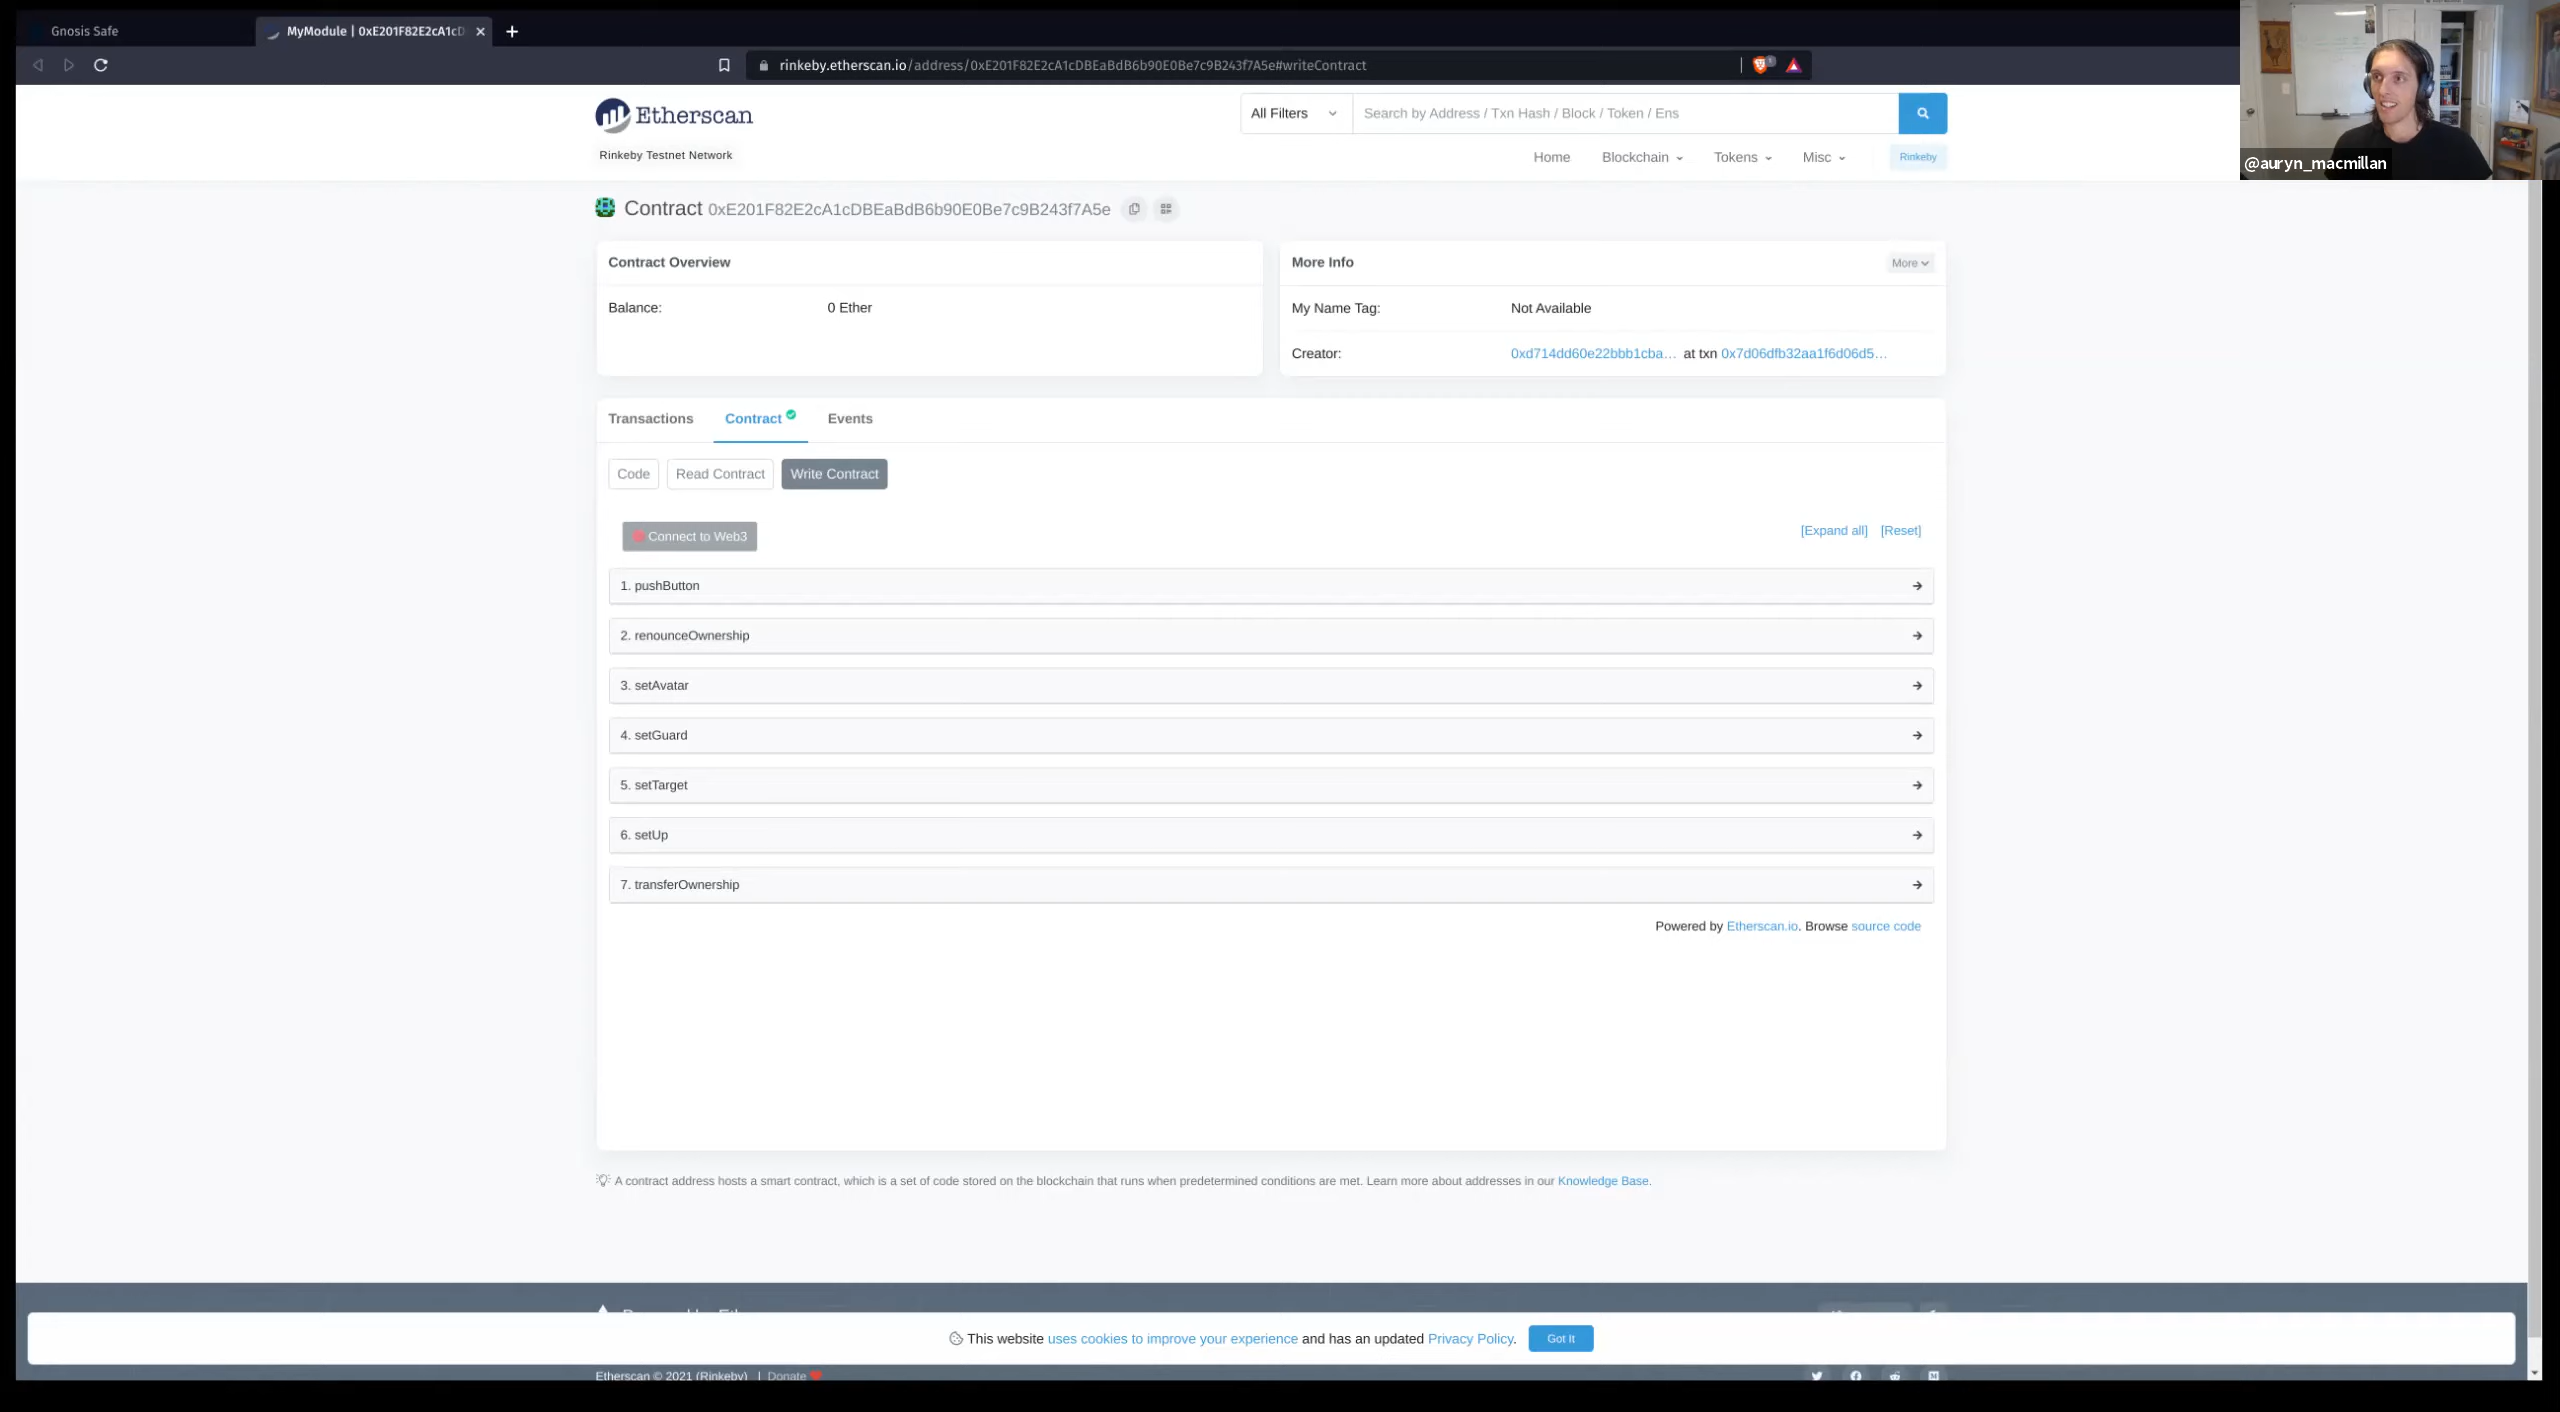 Gnosis Safe
MyModule | 0xE201F82E2cA1cD
rinkeby.etherscan.io/address/0xE201F82E2cA1cDBEaBdB6b90E0Be7c9B243f7A5e#writeContract
@auryn_macmillan
Etherscan
All Filters
Search by Address / Txn Hash / Block / Token / Ens
Rinkeby Testnet Network
Home
Blockchain
Tokens
Misc
Rinkeby
Contract 0xE201F82E2cA1cDBEaBdB6b90E0Be7c9B243f7A5e
Contract Overview
Balance:
0 Ether
More Info
More
My Name Tag:
Not Available
Creator:
0xd714dd60e22bbb1cba... at txn 0x7d06dfb32aa1f6d06d5...
Transactions
Contract
Events
Code
Read Contract
Write Contract
Connect to Web3
[Expand all]
[Reset]
1. pushButton
2. renounceOwnership
3. setAvatar
4. setGuard
5. setTarget
6. setUp
7. transferOwnership
Powered by Etherscan.io. Browse source code
A contract address hosts a smart contract, which is a set of code stored on the blockchain that runs when predetermined conditions are met. Learn more about addresses in our Knowledge Base.
This website uses cookies to improve your experience and has an updated Privacy Policy.
Got It
Etherscan © 2021 (Rinkeby) | Donate